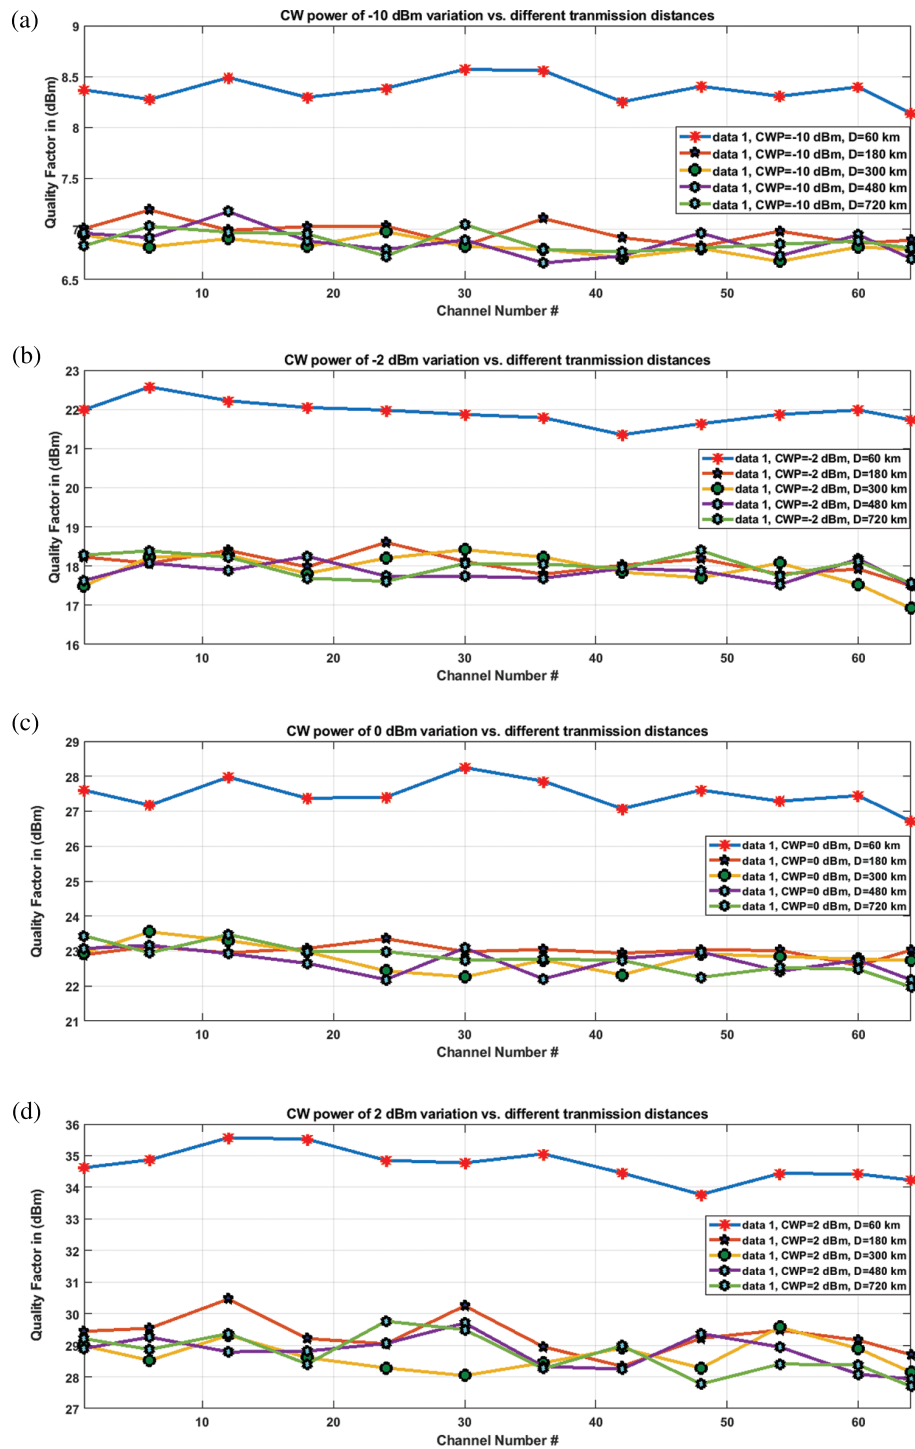 (a)
CW power of -10 dBm variation vs. different tranmission distances
Quality Factor in (dBm)
9
8.5
8
7.5
7
6.5
data 1, CWP=-10 dBm, D=60 km
data 1, CWP=-10 dBm, D=180 km
data 1, CWP=-10 dBm, D=300 km
data 1, CWP=-10 dBm, D=480 km
data 1, CWP=-10 dBm, D=720 km
10 20 30 40 50 60
Channel Number #
(b)
CW power of -2 dBm variation vs. different tranmission distances
Quality Factor in (dBm)
23
22
21
20
19
18
17
16
data 1, CWP=-2 dBm, D=60 km
data 1, CWP=-2 dBm, D=180 km
data 1, CWP=-2 dBm, D=300 km
data 1, CWP=-2 dBm, D=480 km
data 1, CWP=-2 dBm, D=720 km
10 20 30 40 50 60
Channel Number #
(c)
CW power of 0 dBm variation vs. different tranmission distances
Quality Factor in (dBm)
29
28
27
26
25
24
23
22
21
data 1, CWP=0 dBm, D=60 km
data 1, CWP=0 dBm, D=180 km
data 1, CWP=0 dBm, D=300 km
data 1, CWP=0 dBm, D=480 km
data 1, CWP=0 dBm, D=720 km
10 20 30 40 50 60
Channel Number #
(d)
CW power of 2 dBm variation vs. different tranmission distances
Quality Factor in (dBm)
36
35
34
33
32
31
30
29
28
27
data 1, CWP=2 dBm, D=60 km
data 1, CWP=2 dBm, D=180 km
data 1, CWP=2 dBm, D=300 km
data 1, CWP=2 dBm, D=480 km
data 1, CWP=2 dBm, D=720 km
10 20 30 40 50 60
Channel Number #